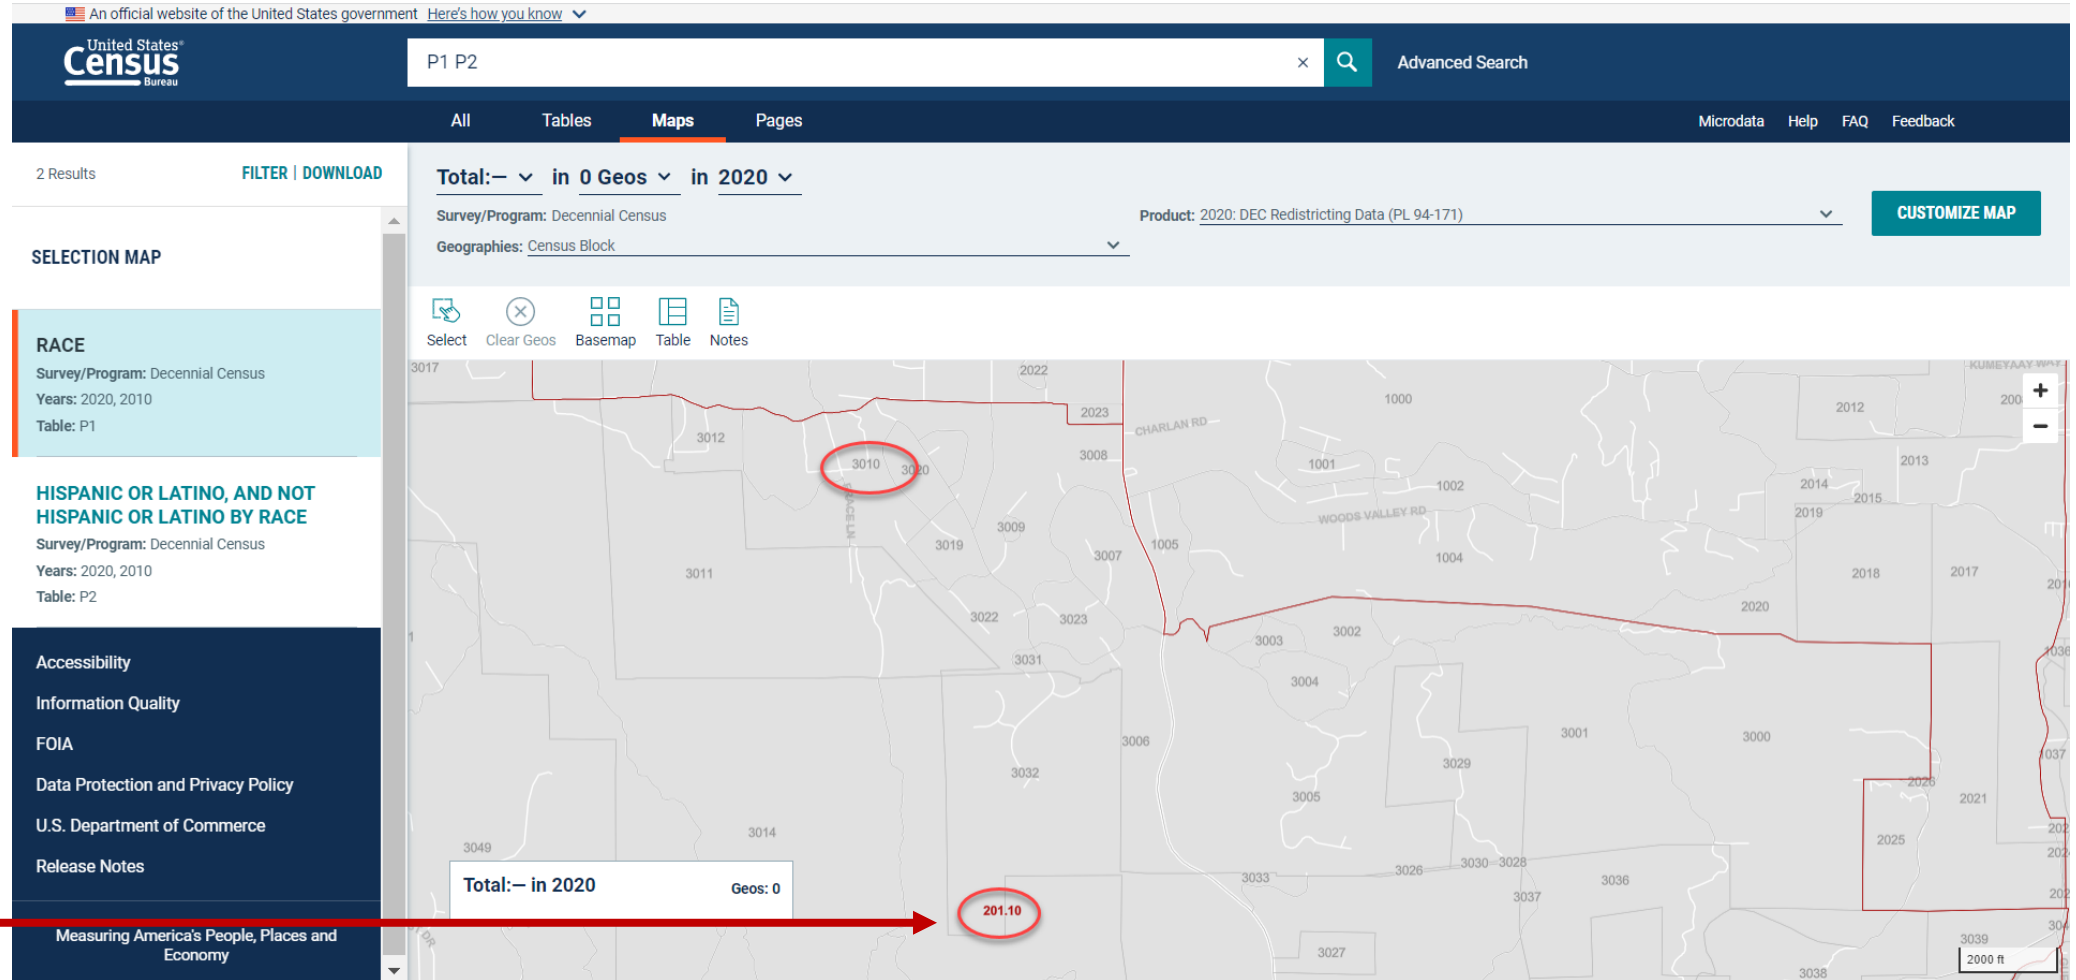 An official website of the United States government Here's how you know
United States®
Census
Bureau
P1 P2
×
Advanced Search
All Tables Maps Pages
Microdata Help FAQ Feedback
2 Results FILTER | DOWNLOAD
SELECTION MAP
RACE
Survey/Program: Decennial Census
Years: 2020, 2010
Table: P1
HISPANIC OR LATINO, AND NOT
HISPANIC OR LATINO BY RACE
Survey/Program: Decennial Census
Years: 2020, 2010
Table: P2
Accessibility
Information Quality
FOIA
Data Protection and Privacy Policy
U.S. Department of Commerce
Release Notes
Measuring America's People, Places and
Economy
Total:— in 0 Geos in 2020
Survey/Program: Decennial Census
Product: 2020: DEC Redistricting Data (PL 94-171)
CUSTOMIZE MAP
Geographies: Census Block
Select Clear Geos Basemap Table Notes
3017
2022
KUMEYAAY WAY
+
−
1000
2012
2023
CHARLAN RD
3012
3008
3010
3020
1001
2013
1002
2014
2015
2019
WOODS VALLEY RD
3009
3019
3007
1005
1004
3011
2018
2017
2020
3022
3023
3003
3002
3031
3004
1036
3006
3001
3000
1037
3029
3032
2026
3005
2021
3014
3049
2025
3033
3026
3030
3028
3036
3037
Total:— in 2020 Geos: 0
201.10
3027
3039
2000 ft
3038